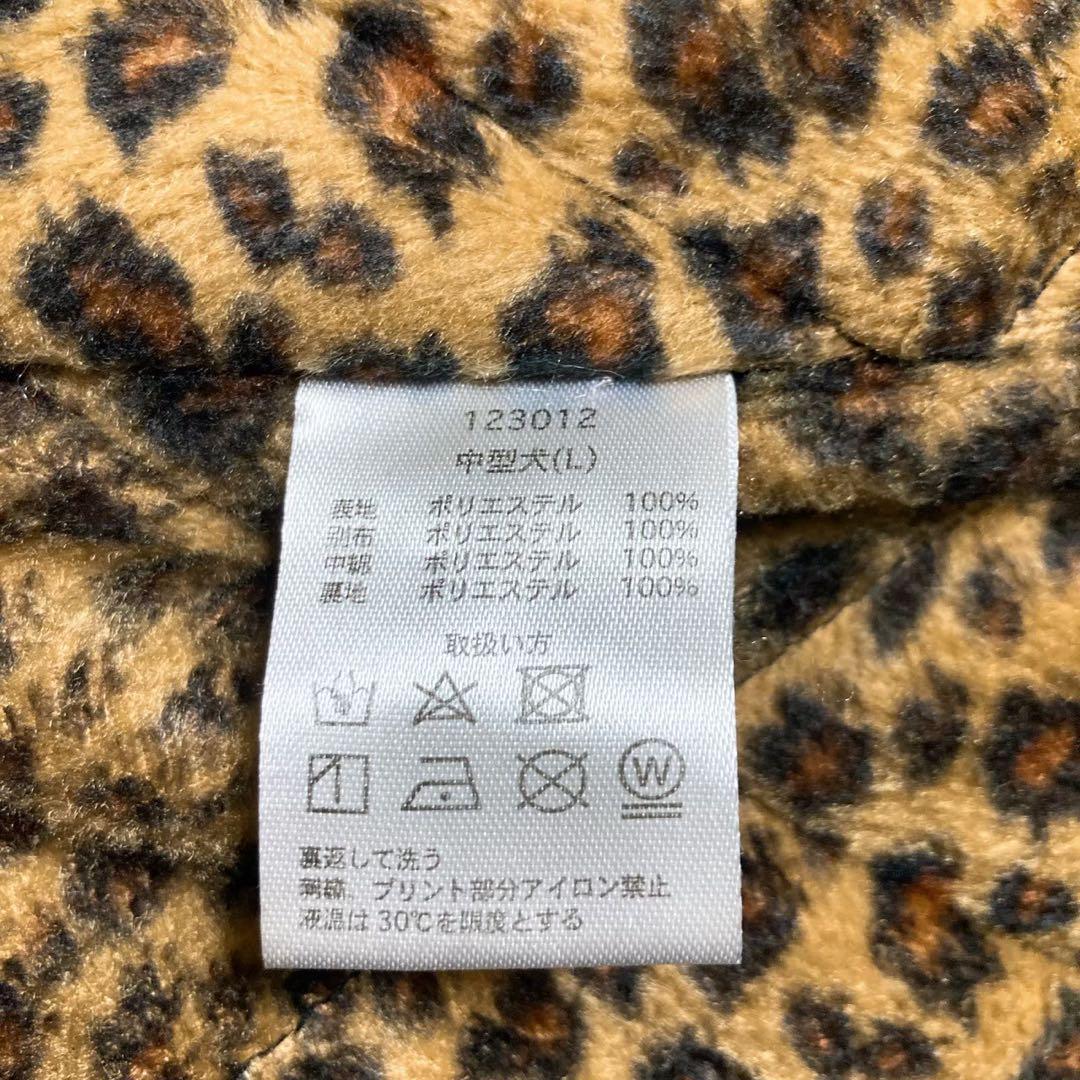 123012
中型犬(L)
表地 ポリエステル 100%
別布 ポリエステル 100%
中綿 ポリエステル 100%
裏地 ポリエステル 100%
取扱い方
W
裏返して洗う
刺繍、プリント部分アイロン禁止
液温は30℃を限度とする